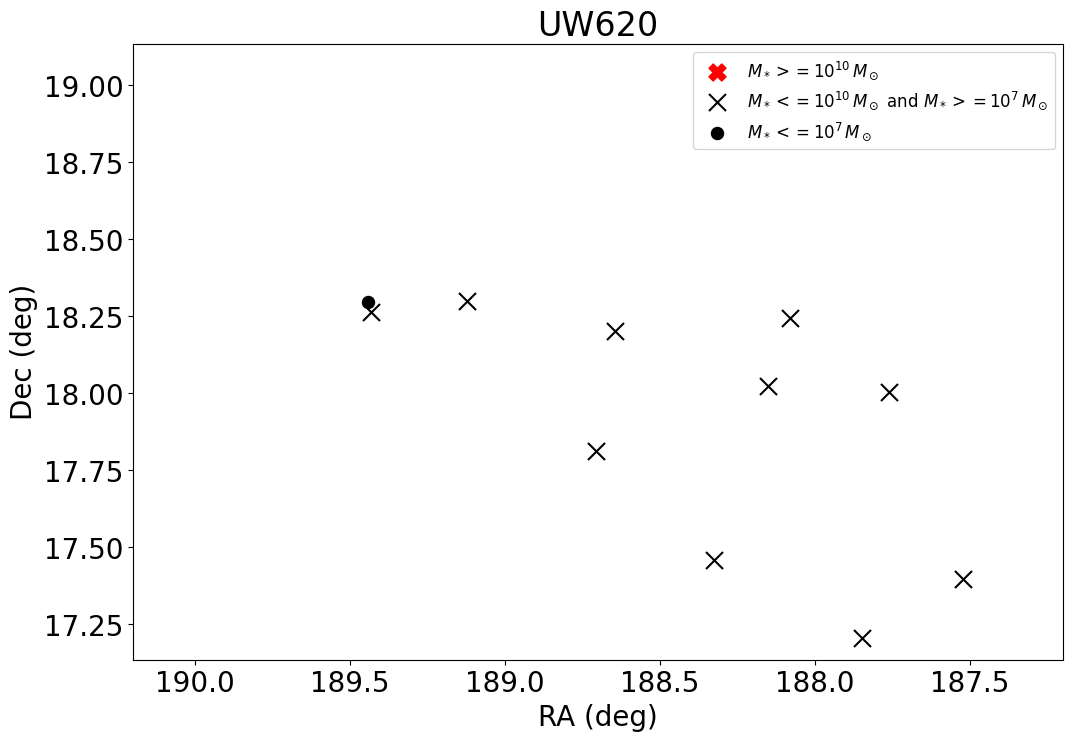 UW620
M* >= 10^10 M⊙
M* <= 10^10 M⊙ and M* >= 10^7 M⊙
M* <= 10^7 M⊙
19.00
18.75
18.50
18.25
18.00
17.75
17.50
17.25
Dec (deg)
190.0 189.5 189.0 188.5 188.0 187.5
RA (deg)